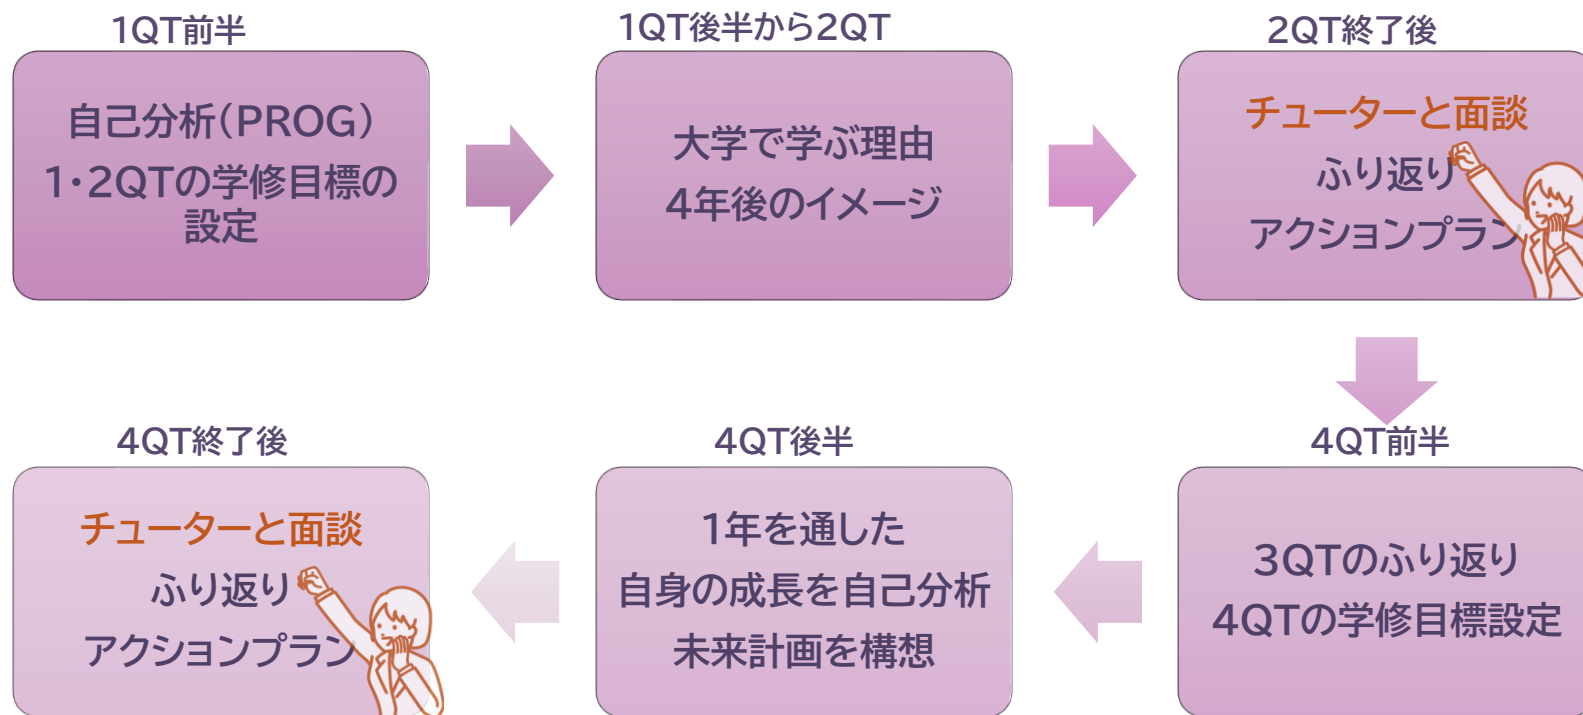 1QT前半
自己分析(PROG)
1・2QTの学修目標の
設定
1QT後半から2QT
大学で学ぶ理由
4年後のイメージ
2QT終了後
チューターと面談
ふり返り
アクションプラン
4QT前半
3QTのふり返り
4QTの学修目標設定
4QT後半
1年を通した
自身の成長を自己分析
未来計画を構想
4QT終了後
チューターと面談
ふり返り
アクションプラン